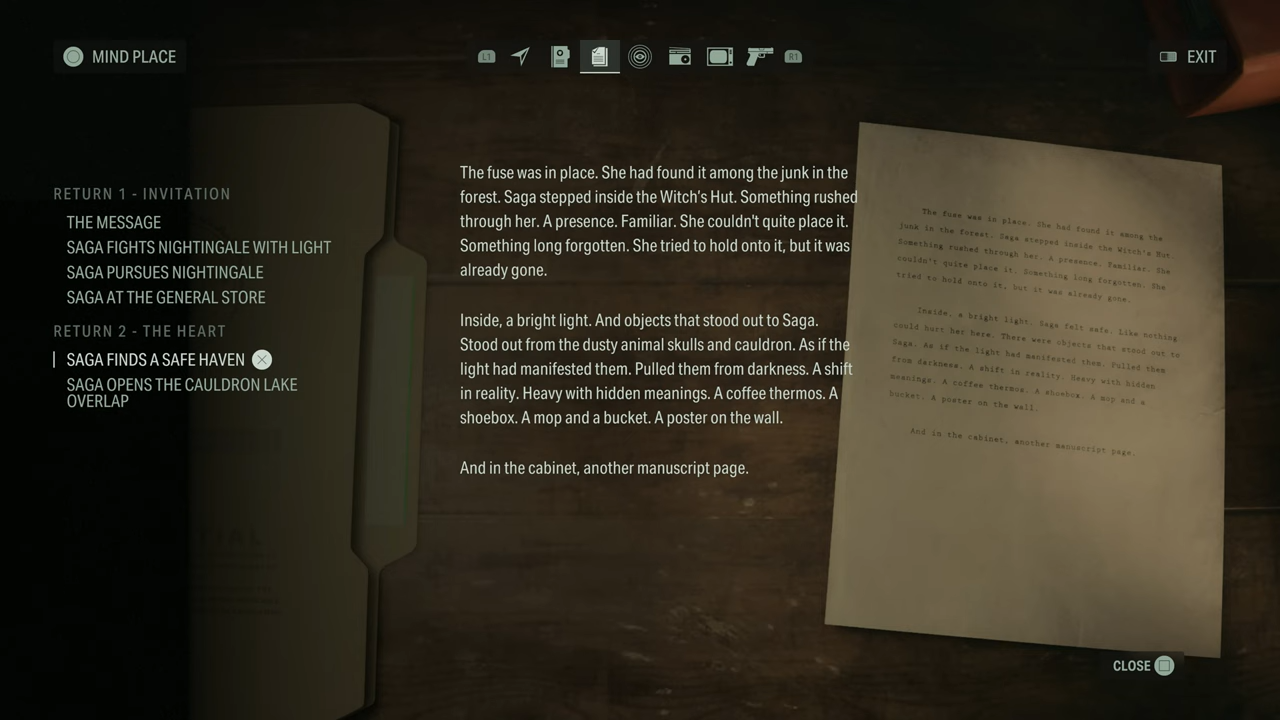 MIND PLACE
L1
R1
EXIT
RETURN 1 - INVITATION
THE MESSAGE
SAGA FIGHTS NIGHTINGALE WITH LIGHT
SAGA PURSUES NIGHTINGALE
SAGA AT THE GENERAL STORE
RETURN 2 - THE HEART
SAGA FINDS A SAFE HAVEN
SAGA OPENS THE CAULDRON LAKE
OVERLAP
The fuse was in place. She had found it among the junk in the
forest. Saga stepped inside the Witch's Hut. Something rushed
through her. A presence. Familiar. She couldn't quite place it.
Something long forgotten. She tried to hold onto it, but it was
already gone.
Inside, a bright light. And objects that stood out to Saga.
Stood out from the dusty animal skulls and cauldron. As if the
light had manifested them. Pulled them from darkness. A shift
in reality. Heavy with hidden meanings. A coffee thermos. A
shoebox. A mop and a bucket. A poster on the wall.
And in the cabinet, another manuscript page.
The fuse was in place. She had found it among the
junk in the forest. Saga stepped inside the Witch's Hut.
Something rushed through her. A presence. Familiar. She
couldn't quite place it. Something long forgotten. She
tried to hold onto it, but it was already gone.
Inside, a bright light. Saga felt safe. Like nothing
could hurt her here. There were objects that stood out to
Saga. As if the light had manifested them. Pulled them
from darkness. A shift in reality. Heavy with hidden
meanings. A coffee thermos. A shoebox. A mop and a
bucket. A poster on the wall.
And in the cabinet, another manuscript page.
CLOSE